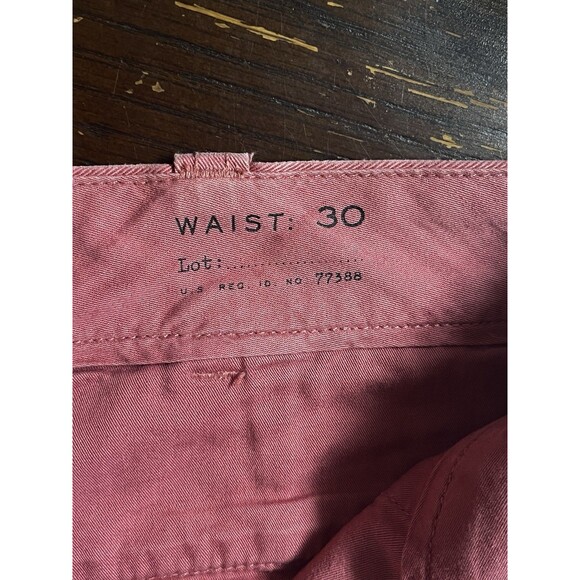 WAIST: 30
Lot:....................
U.S REG. ID. NO 77388